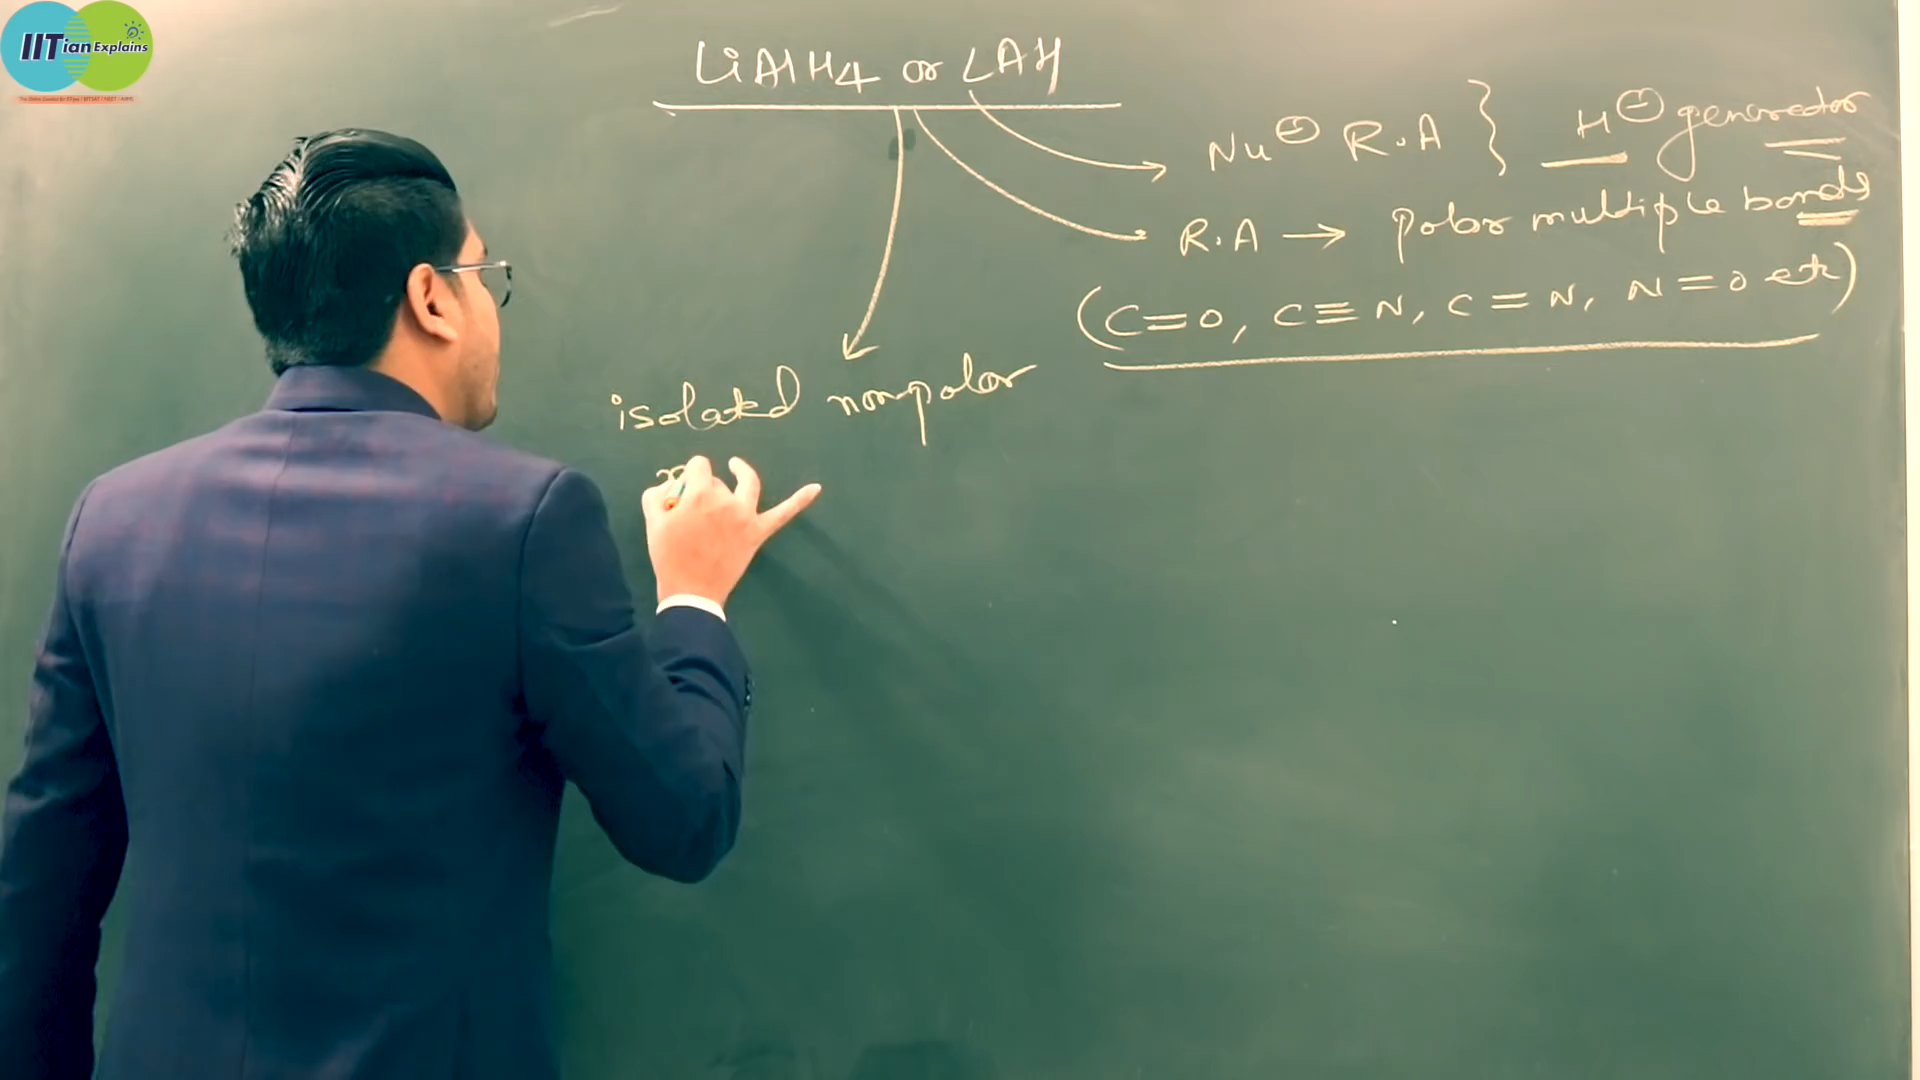 IITian Explains
LiAlH4 or LAH
Nu⊖ R.A } H⊖ generator
R.A → polar multiple bonds
(C=O, C≡N, C=N, N=O etc)
isolated nonpolar